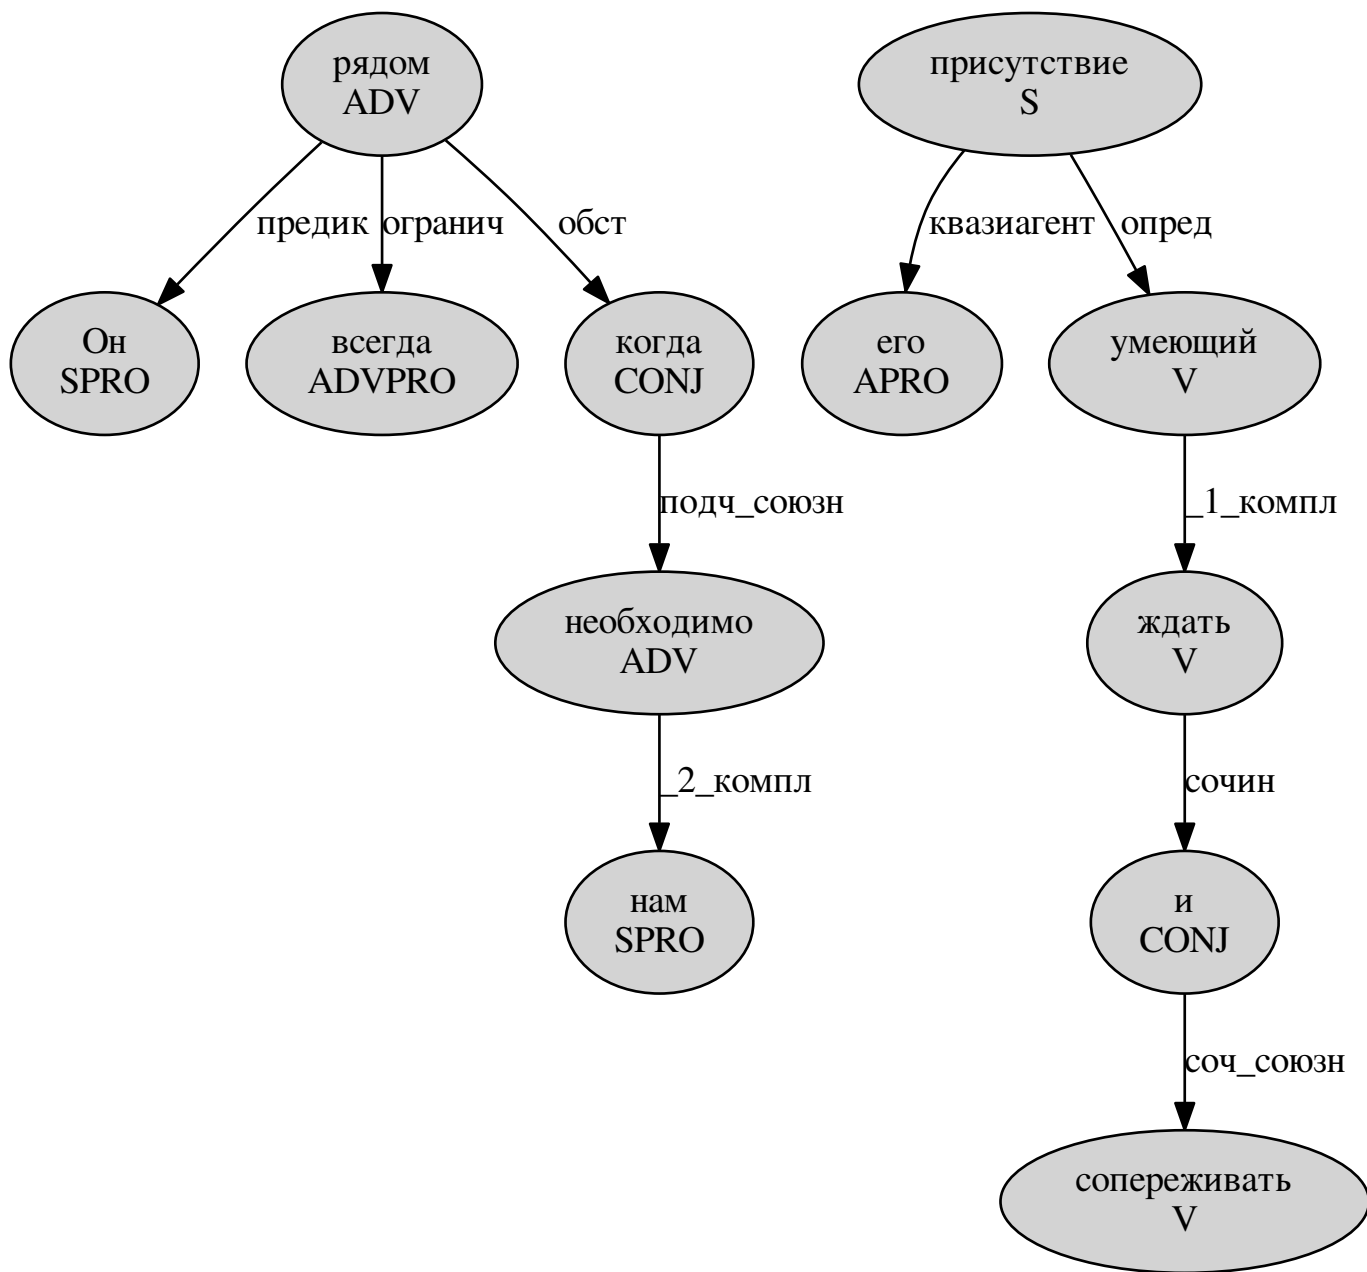 рядом
ADV
присутствие
S
предик
огранич
обст
квазиагент
опред
Он
SPRO
всегда
ADVPRO
когда
CONJ
его
APRO
умеющий
V
подч_союзн
_1_компл
необходимо
ADV
ждать
V
_2_компл
сочин
нам
SPRO
и
CONJ
соч_союзн
сопереживать
V